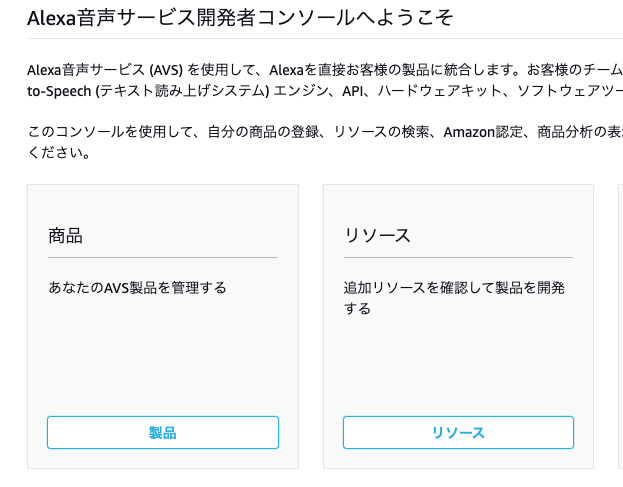 Alexa音声サービス開発者コンソールへようこそ
Alexa音声サービス (AVS) を使用して、Alexaを直接お客様の製品に統合します。お客様のチーム
to-Speech (テキスト読み上げシステム) エンジン、API、ハードウェアキット、ソフトウェアツー
このコンソールを使用して、自分の商品の登録、リソースの検索、Amazon認定、商品分析の表
ください。
商品
あなたのAVS製品を管理する
製品
リソース
追加リソースを確認して製品を開発
する
リソース